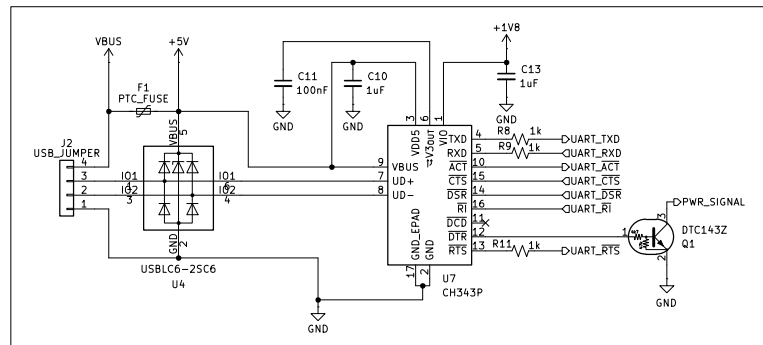 VBUS
+5V
+1V8
F1
PTC_FUSE
C11
100nF
C10
1uF
C13
1uF
GND
GND
GND
J2
USB_JUMPER
4
3
2
1
VBUS
5
IO1
1
IO1
6
IO2
3
IO2
4
GND
2
USBLC6-2SC6
U4
3
6
1
VDD5
V3out
VIO
9
VBUS
7
UD+
8
UD-
TXD
4
R8
1k
UART_TXD
RXD
5
R9
1k
UART_RXD
ACT
10
UART_ACT
CTS
15
UART_CTS
DSR
14
UART_DSR
RI
16
UART_RI
DCD
11
DTR
12
RTS
13
R11
1k
UART_RTS
GND_EPAD
GND
17
2
U7
CH343P
GND
PWR_SIGNAL
3
1
2
DTC143Z
Q1
GND